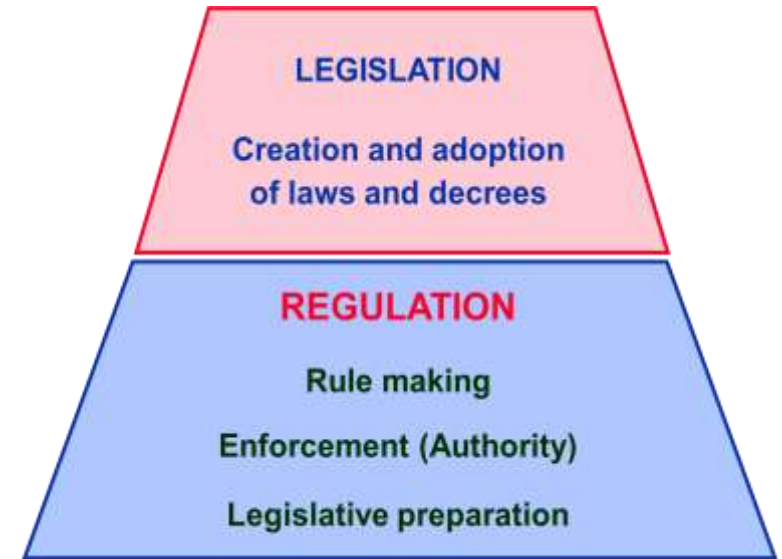 LEGISLATION
Creation and adoption
of laws and decrees
REGULATION
Rule making
Enforcement (Authority)
Legislative preparation